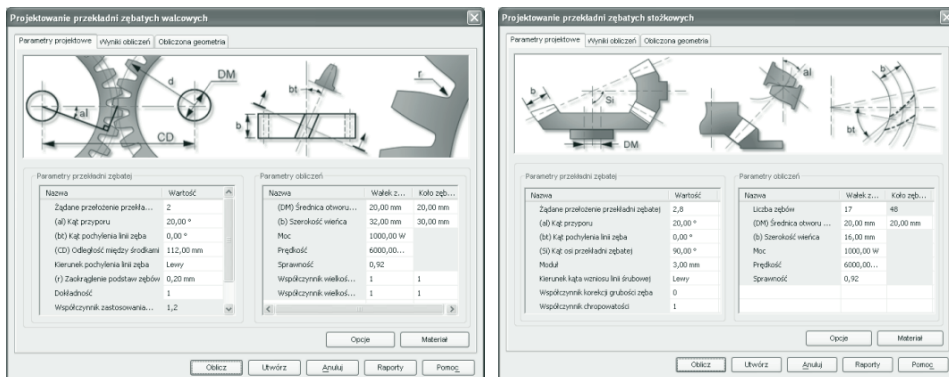 Projektowanie przekładni zębatych walcowych
Parametry projektowe Wyniki obliczeń Obliczona geometria
d
DM
al
CD
bt
b
r
Parametry przekładni zębatej
Nazwa Wartość
Żądane przełożenie przekła... 2
(al) Kąt przyporu 20,00 °
(bt) Kąt pochylenia linii zęba 0,00 °
(CD) Odległość między środkami 112,00 mm
Kierunek pochylenia linii zęba Lewy
(r) Zaokrąglenie podstaw zębów 0,20 mm
Dokładność 1
Współczynnik zastosowania... 1,2
Parametry obliczeń
Nazwa Wałek z... Koło zęb...
(DM) Średnica otworu... 20,00 mm 20,00 mm
(b) Szerokość wieńca 32,00 mm 30,00 mm
Moc 1000,00 W
Prędkość 6000,00...
Sprawność 0,92
Współczynnik wielkoś... 1 1
Współczynnik wielkoś... 1 1
Opcje Materiał
Oblicz Utwórz Anuluj Raporty Pomoc
Projektowanie przekładni zębatych stożkowych
Parametry projektowe Wyniki obliczeń Obliczona geometria
b
Si
DM
al
b
bt
Parametry przekładni zębatej
Nazwa Wartość
Żądane przełożenie przekładni zębatej 2,8
(al) Kąt przyporu 20,00 °
(bt) Kąt pochylenia linii zęba 0,00 °
(Si) Kąt osi przekładni zębatej 90,00 °
Moduł 3,00 mm
Kierunek kąta wzniosu linii śrubowej Lewy
Współczynnik korekcji grubości zęba 0
Współczynnik chropowatości 1
Parametry obliczeń
Nazwa Wałek z... Koło zęb...
Liczba zębów 17 48
(DM) Średnica otworu ... 20,00 mm 20,00 mm
(b) Szerokość wieńca 16,00 mm
Moc 1000,00 W
Prędkość 6000,00...
Sprawność 0,92
Opcje Materiał
Oblicz Utwórz Anuluj Raporty Pomoc